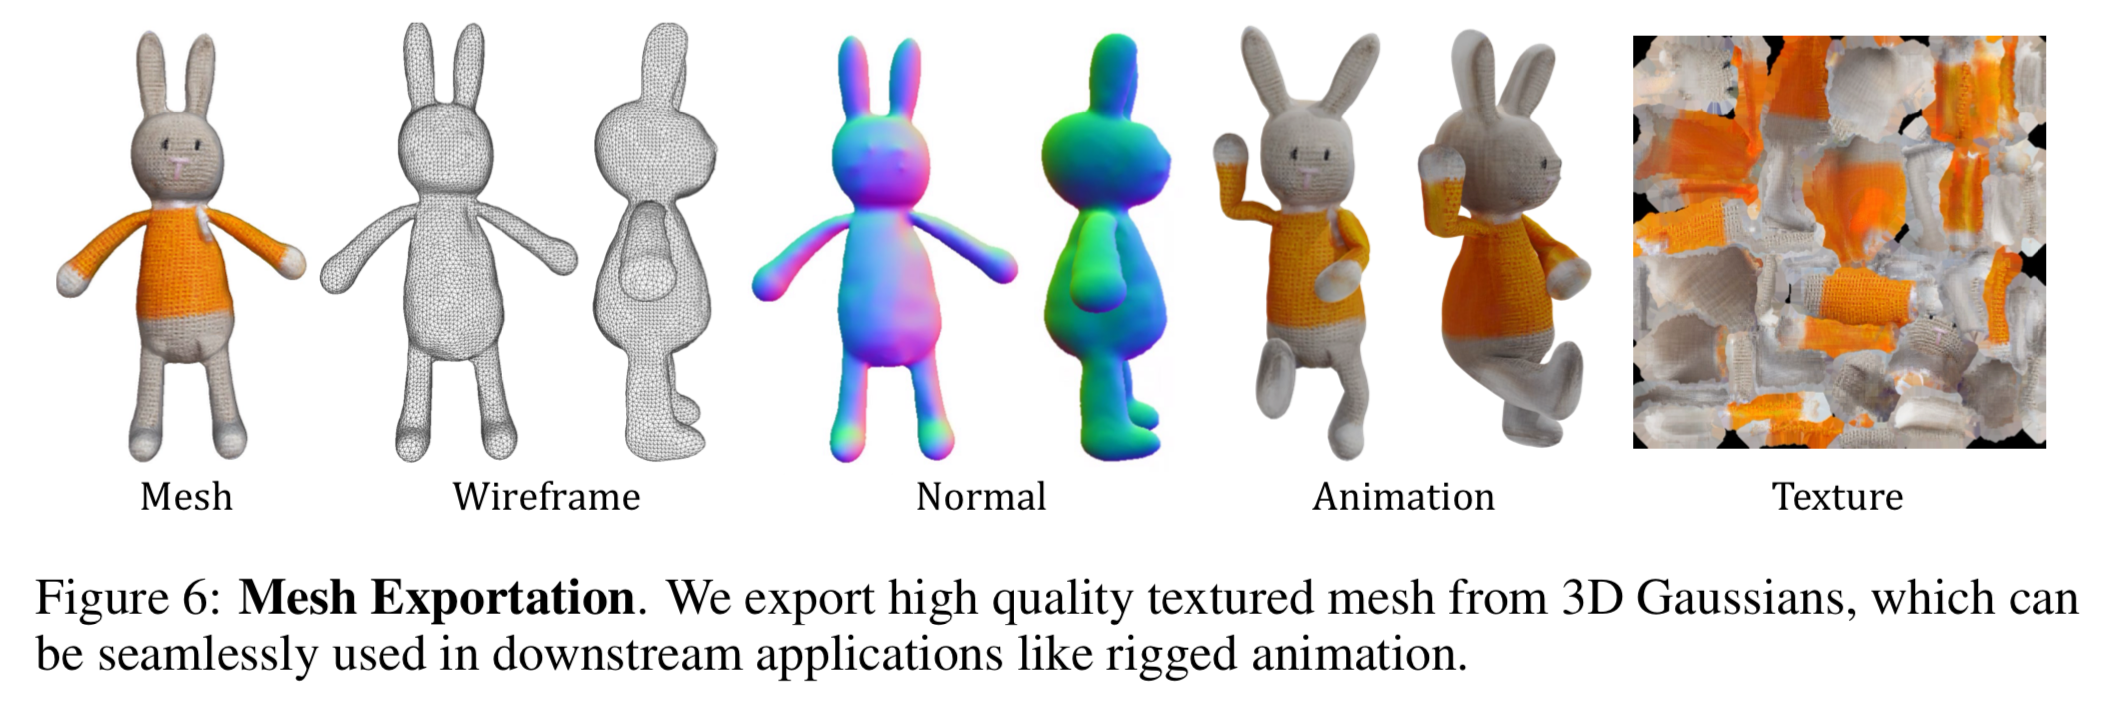 Mesh
Wireframe
Normal
Animation
Texture
Figure 6: Mesh Exportation. We export high quality textured mesh from 3D Gaussians, which can
be seamlessly used in downstream applications like rigged animation.